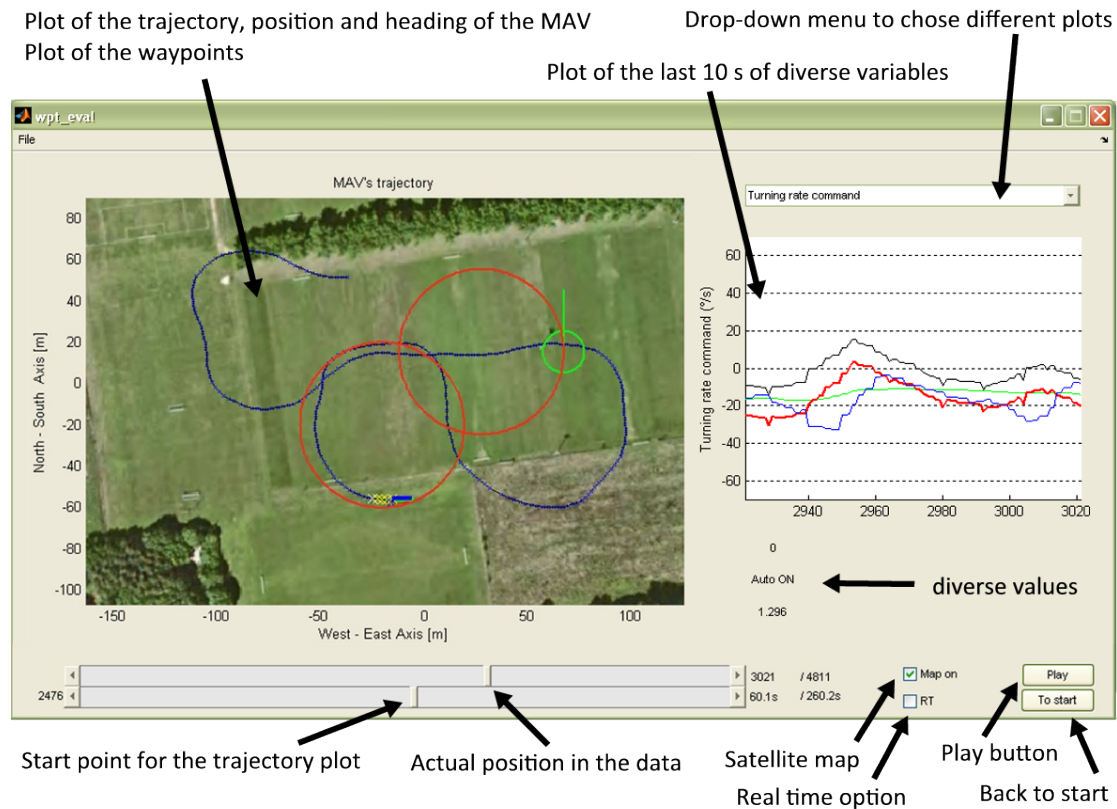 Plot of the trajectory, position and heading of the MAV
Plot of the waypoints
Drop-down menu to chose different plots
Plot of the last 10 s of diverse variables
wpt_eval
File
MAV's trajectory
80
60
40
20
0
-20
-40
-60
-80
-100
North - South Axis [m]
-150 -100 -50 0 50 100
West - East Axis [m]
Turning rate command
60
40
20
0
-20
-40
-60
Turning rate command (°/s)
2940 2960 2980 3000 3020
0
Auto ON
1.296
diverse values
3021 / 4811
2476 60.1s / 260.2s
Map on
RT
Play
To start
Start point for the trajectory plot
Actual position in the data
Satellite map
Real time option
Play button
Back to start